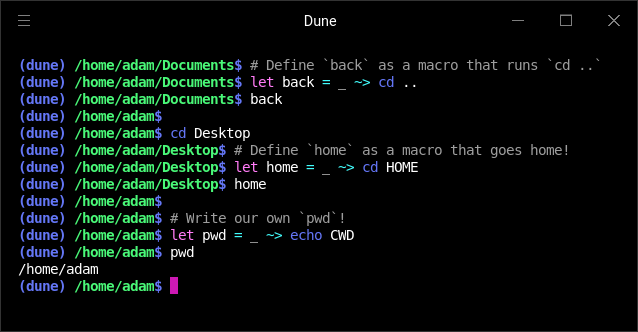 Dune
(dune) /home/adam/Documents$ # Define `back` as a macro that runs `cd ..`
(dune) /home/adam/Documents$ let back = _ ~> cd ..
(dune) /home/adam/Documents$ back
(dune) /home/adam$
(dune) /home/adam$ cd Desktop
(dune) /home/adam/Desktop$ # Define `home` as a macro that goes home!
(dune) /home/adam/Desktop$ let home = _ ~> cd HOME
(dune) /home/adam/Desktop$ home
(dune) /home/adam$
(dune) /home/adam$ # Write our own `pwd`!
(dune) /home/adam$ let pwd = _ ~> echo CWD
(dune) /home/adam$ pwd
/home/adam
(dune) /home/adam$